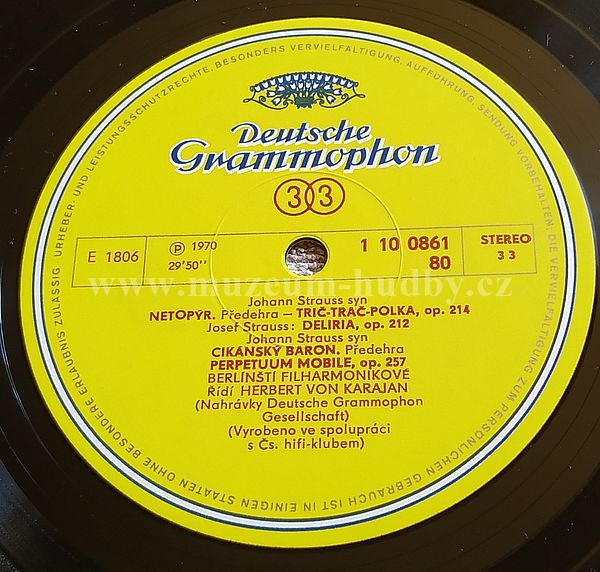 URHEBER- UND LEISTUNGSSCHUTZRECHTE, BESONDERS VERVIELFÄLTIGUNG, AUFFÜHRUNG, SENDUNG VORBEHALTEN. DIE VERVIELFÄLTIGUNG ZUM PERSÖNLICHEN GEBRAUCH IST IN EINIGEN STAATEN OHNE BESONDERE ERLAUBNIS ZULÄSSIG
Deutsche
Grammophon
33
E 1806
℗ 1970
29'50''
1 10 0861
80
STEREO
33
www.muzeum-hudby.cz
Johann Strauss syn
NETOPÝR. Předehra – TRIČ-TRAČ-POLKA, op. 214
Josef Strauss: DELIRIA, op. 212
Johann Strauss syn
CIKÁNSKÝ BARON. Předehra
PERPETUUM MOBILE, op. 257
BERLÍNŠTÍ FILHARMONIKOVÉ
Řídí HERBERT VON KARAJAN
(Nahrávky Deutsche Grammophon
Gesellschaft)
(Vyrobeno ve spolupráci
s Čs. hifi-klubem)